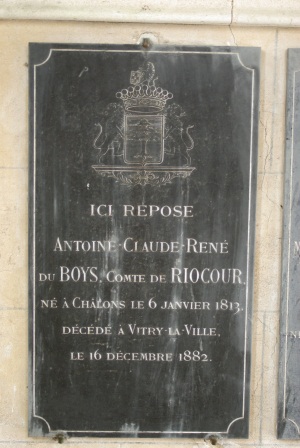 ICI REPOSE
ANTOINE-CLAUDE-RENÉ
DU BOYS, COMTE DE RIOCOUR,
NÉ À CHÂLONS LE 6 JANVIER 1813,
DÉCÉDÉ À VITRY-LA-VILLE,
LE 16 DÉCEMBRE 1882.